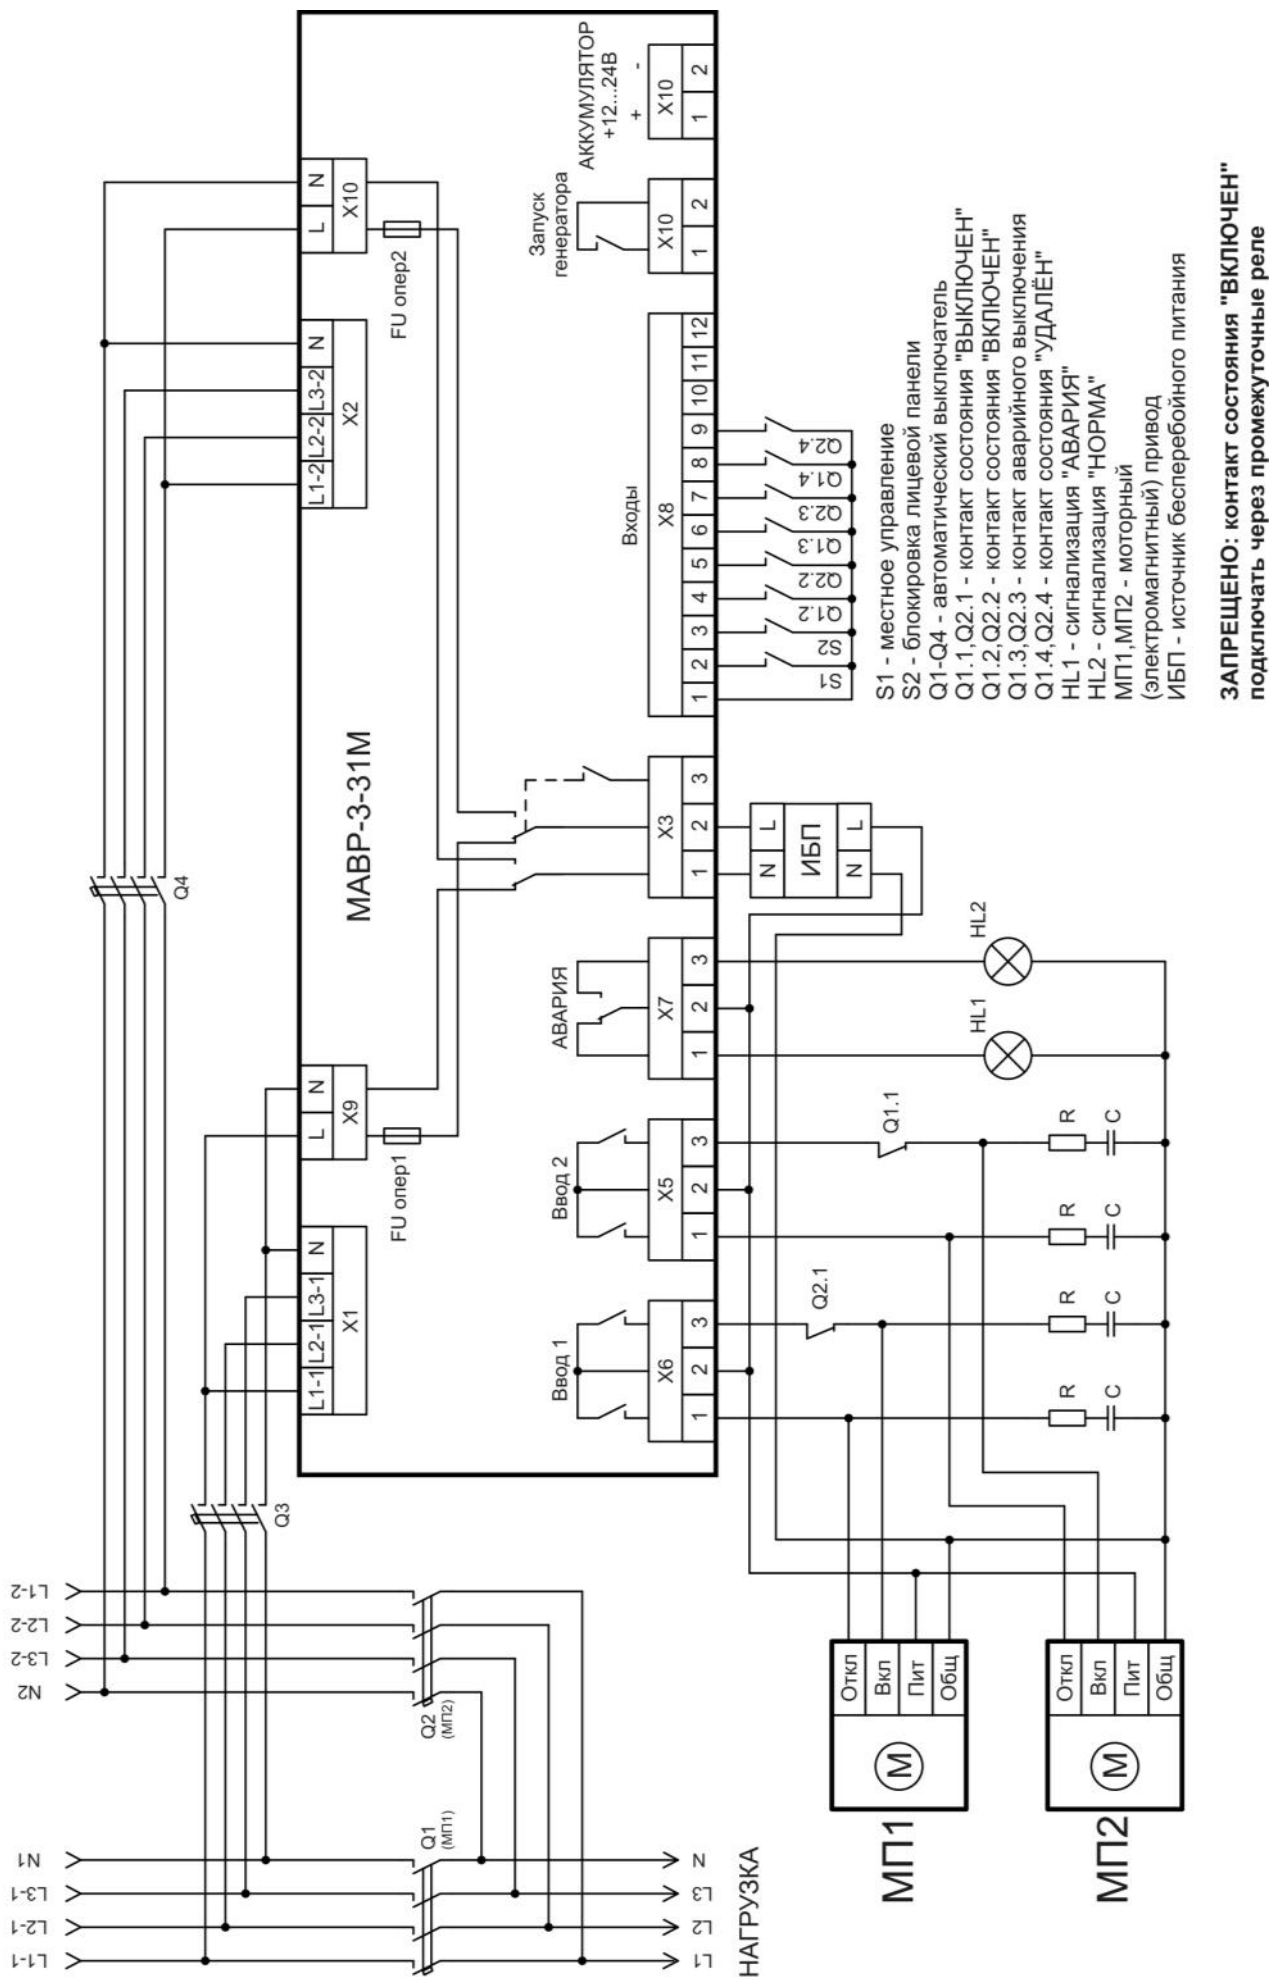 L1-1
L2-1
L3-1
N1
N2
L3-2
L2-2
L1-2
Q1
(МП1)
Q2
(МП2)
L1
L2
L3
N
НАГРУЗКА
Q3
Q4
МАВР-3-31М
L1-1 L2-1 L3-1 N
X1
L N
X9
FU опер1
L1-2 L2-2 L3-2 N
X2
L N
X10
FU опер2
Ввод 1
X6
1 2 3
Ввод 2
X5
1 2 3
АВАРИЯ
X7
1 2 3
X3
1 2 3
Входы
X8
1 2 3 4 5 6 7 8 9 10 11 12
Запуск
генератора
X10
1 2
АККУМУЛЯТОР
+12...24В
+ -
X10
1 2
S1
S2
Q1.2
Q2.2
Q1.3
Q2.3
Q1.4
Q2.4
N L
ИБП
N L
Q2.1
Q1.1
HL1
HL2
R
C
R
C
R
C
R
C
МП1
М
Откл
Вкл
Пит
Общ
МП2
М
Откл
Вкл
Пит
Общ
S1 - местное управление
S2 - блокировка лицевой панели
Q1-Q4 - автоматический выключатель
Q1.1,Q2.1 - контакт состояния "ВЫКЛЮЧЕН"
Q1.2,Q2.2 - контакт состояния "ВКЛЮЧЕН"
Q1.3,Q2.3 - контакт аварийного выключения
Q1.4,Q2.4 - контакт состояния "УДАЛЁН"
HL1 - сигнализация "АВАРИЯ"
HL2 - сигнализация "НОРМА"
МП1,МП2 - моторный
(электромагнитный) привод
ИБП - источник бесперебойного питания
ЗАПРЕЩЕНО: контакт состояния "ВКЛЮЧЕН"
подключать через промежуточные реле